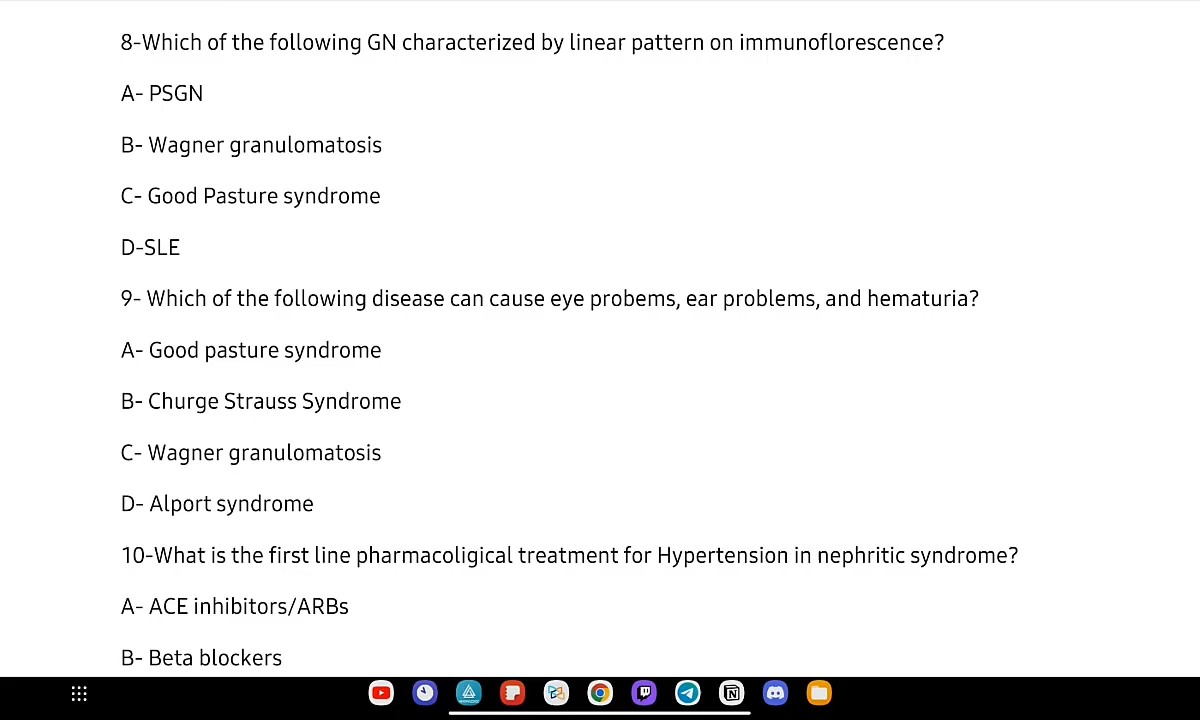 8-Which of the following GN characterized by linear pattern on immunoflorescence?
A- PSGN
B- Wagner granulomatosis
C- Good Pasture syndrome
D-SLE
9- Which of the following disease can cause eye probems, ear problems, and hematuria?
A- Good pasture syndrome
B- Churge Strauss Syndrome
C- Wagner granulomatosis
D- Alport syndrome
10-What is the first line pharmacoligical treatment for Hypertension in nephritic syndrome?
A- ACE inhibitors/ARBs
B- Beta blockers